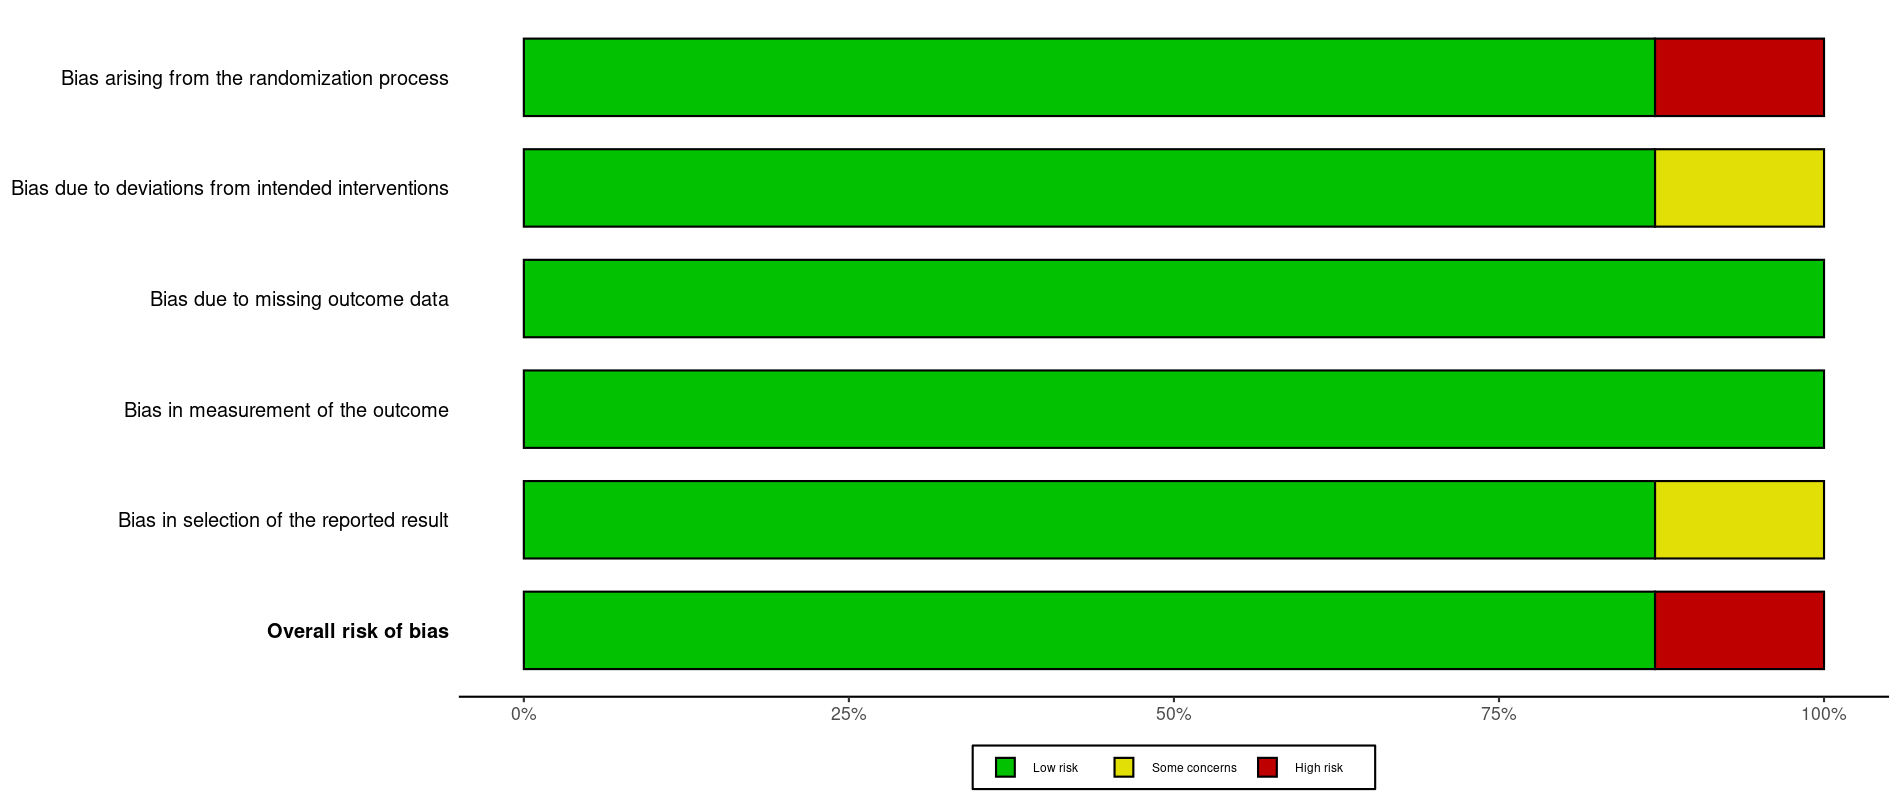 Bias arising from the randomization process
Bias due to deviations from intended interventions
Bias due to missing outcome data
Bias in measurement of the outcome
Bias in selection of the reported result
Overall risk of bias
0% 25% 50% 75% 100%
Low risk Some concerns High risk